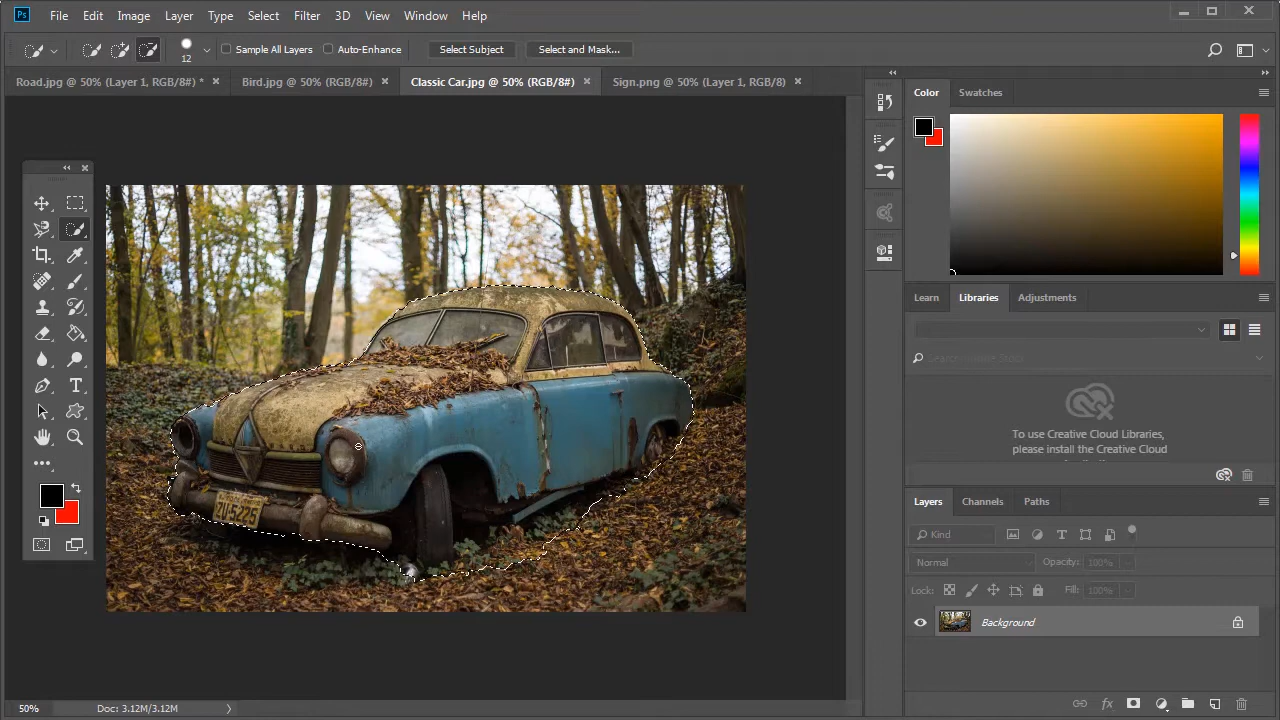 Ps File Edit Image Layer Type Select Filter 3D View Window Help
12 Sample All Layers Auto-Enhance Select Subject Select and Mask...
Road.jpg @ 50% (Layer 1, RGB/8#) * Bird.jpg @ 50% (RGB/8#) Classic Car.jpg @ 50% (RGB/8#) Sign.png @ 50% (Layer 1, RGB/8)
Color Swatches
Learn Libraries Adjustments
Search Adobe Stock
To use Creative Cloud Libraries,
please install the Creative Cloud
Layers Channels Paths
Kind
Normal Opacity: 100%
Lock: Fill: 100%
Background
50% Doc: 3.12M/3.12M